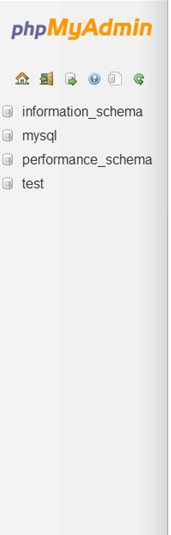 phpMyAdmin
information_schema
mysql
performance_schema
test